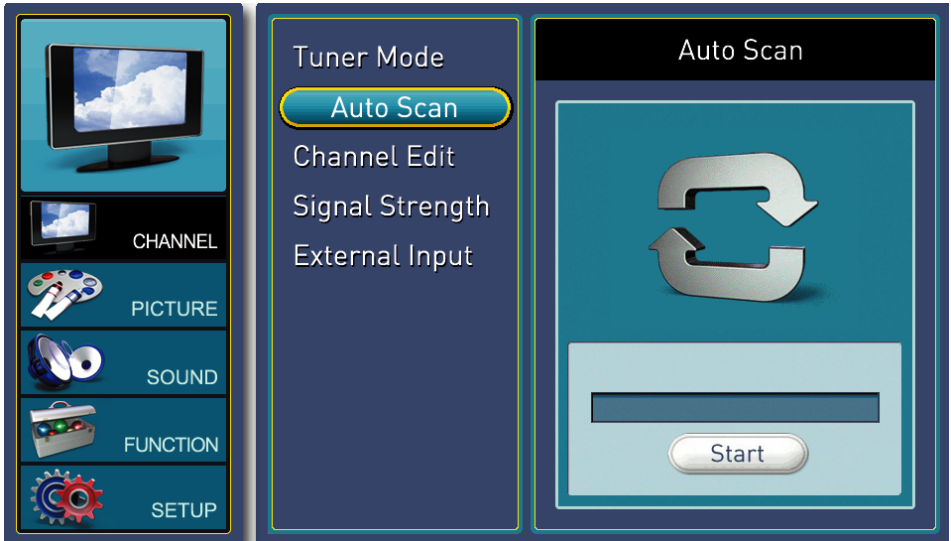 CHANNEL
PICTURE
SOUND
FUNCTION
SETUP
Tuner Mode
Auto Scan
Channel Edit
Signal Strength
External Input
Auto Scan
Start